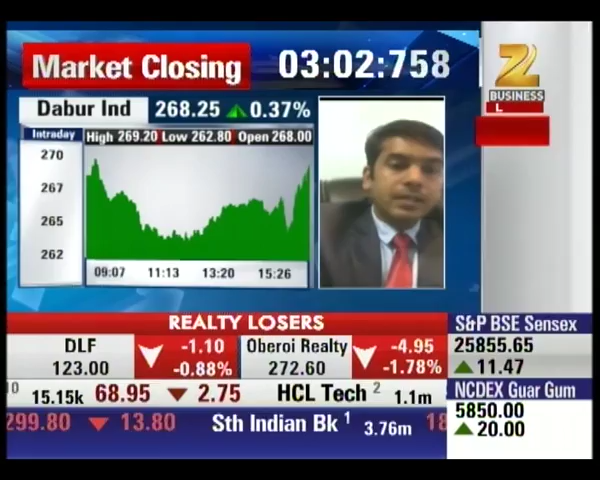 Market Closing 03:02:758
Z
BUSINESS
L
Dabur Ind 268.25 0.37%
Intraday High 269.20 Low 262.80 Open 268.00
270
267
265
262
09:07 11:13 13:20 15:26
REALTY LOSERS
DLF -1.10 Oberoi Realty -4.95
123.00 -0.88% 272.60 -1.78%
S&P BSE Sensex
25855.65
11.47
10 15.15k 68.95 2.75 HCL Tech 2 1.1m
NCDEX Guar Gum
5850.00
20.00
299.80 13.80 Sth Indian Bk 1 3.76m 18